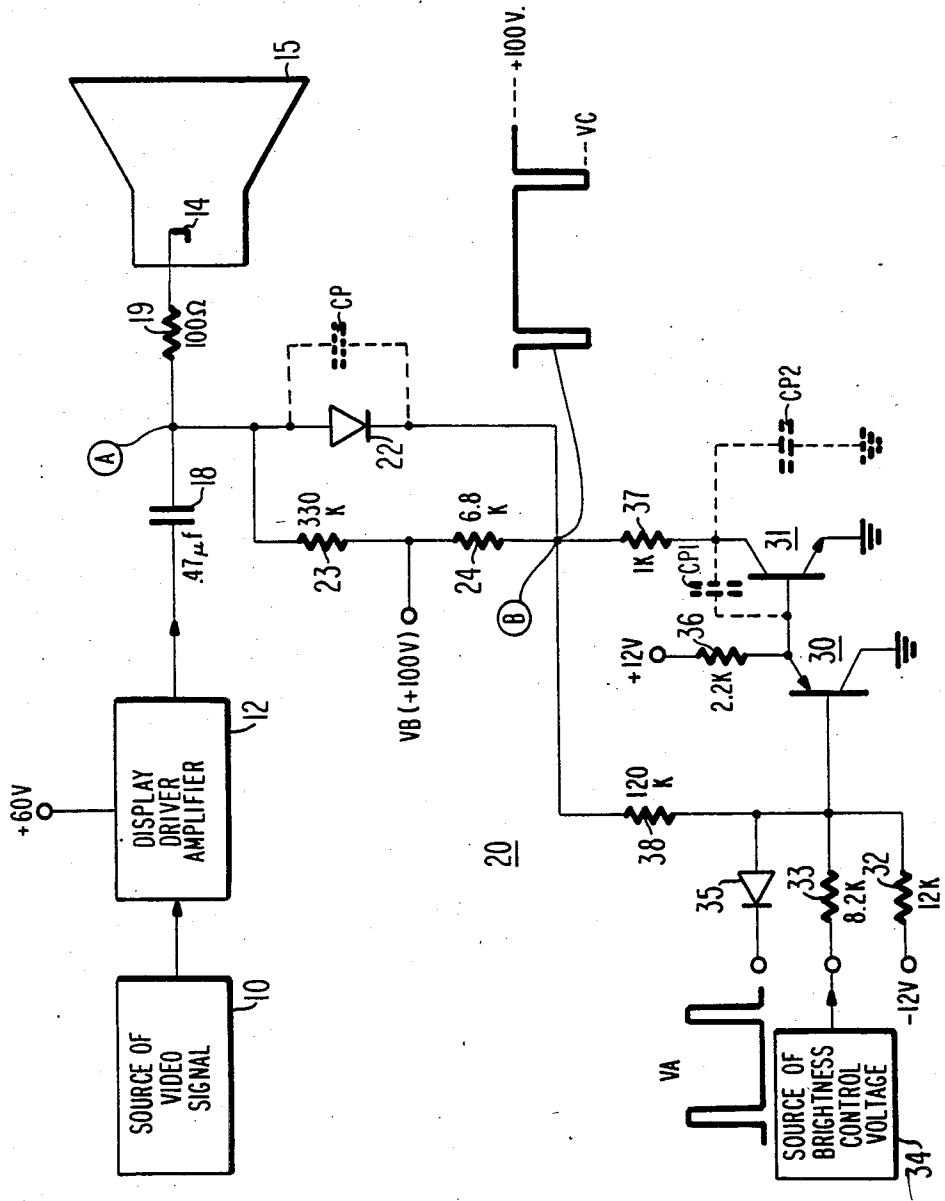 +60V
SOURCE OF
VIDEO
SIGNAL
10
DISPLAY
DRIVER
AMPLIFIER
12
.47µf
18
A
19
100Ω
14
15
330
K
23
VB (+100V)
6.8
K
24
22
CP
B
+100V.
VC
20
120
K
38
1K
37
+12V
36
2.2K
CP1
30
31
CP2
VA
35
33
8.2K
32
12K
-12V
SOURCE OF
BRIGHTNESS
CONTROL
VOLTAGE
34